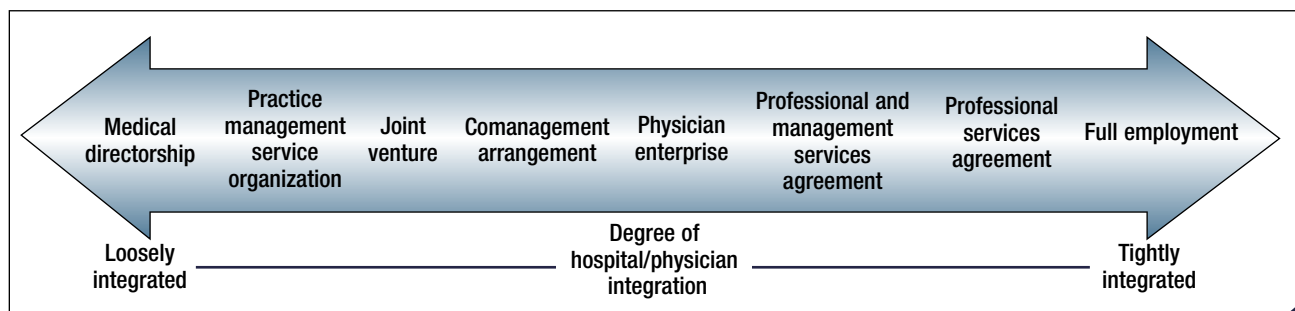 Medical
directorship
Practice
management
service
organization
Joint
venture
Comanagement
arrangement
Physician
enterprise
Professional and
management
services
agreement
Professional
services
agreement
Full employment
Loosely
integrated
Degree of
hospital/physician
integration
Tightly
integrated